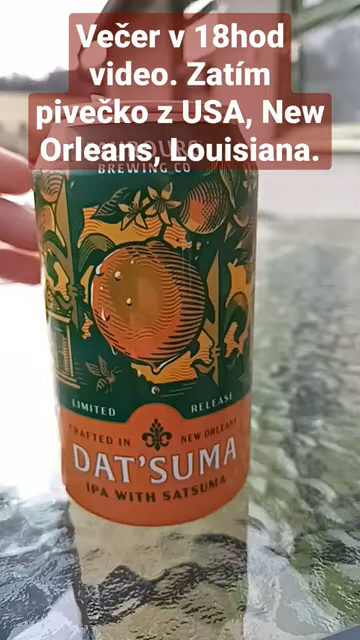 Večer v 18hod
video. Zatím
pivečko z USA, New
Orleans, Louisiana.
BREWING CO
LIMITED RELEASE
CRAFTED IN NEW ORLEANS
DAT'SUMA
IPA WITH SATSUMA